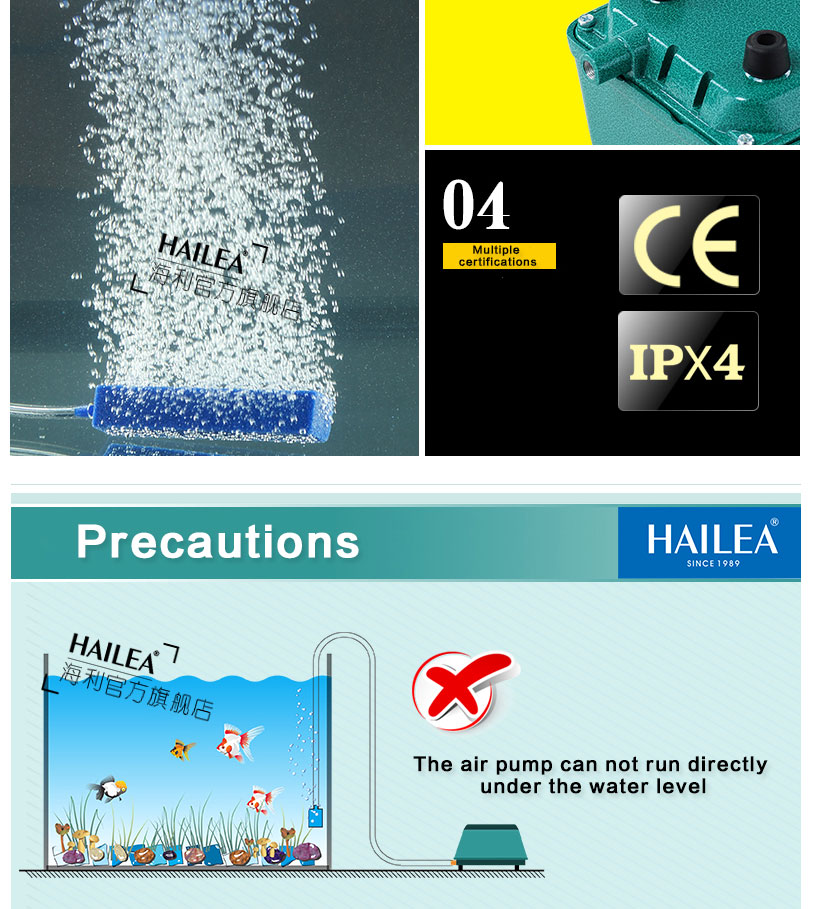 HAILEA®
海利官方旗舰店
04
Multiple
certifications
CE
IPX4
Precautions
HAILEA®
SINCE 1989
HAILEA®
海利官方旗舰店
The air pump can not run directly
under the water level